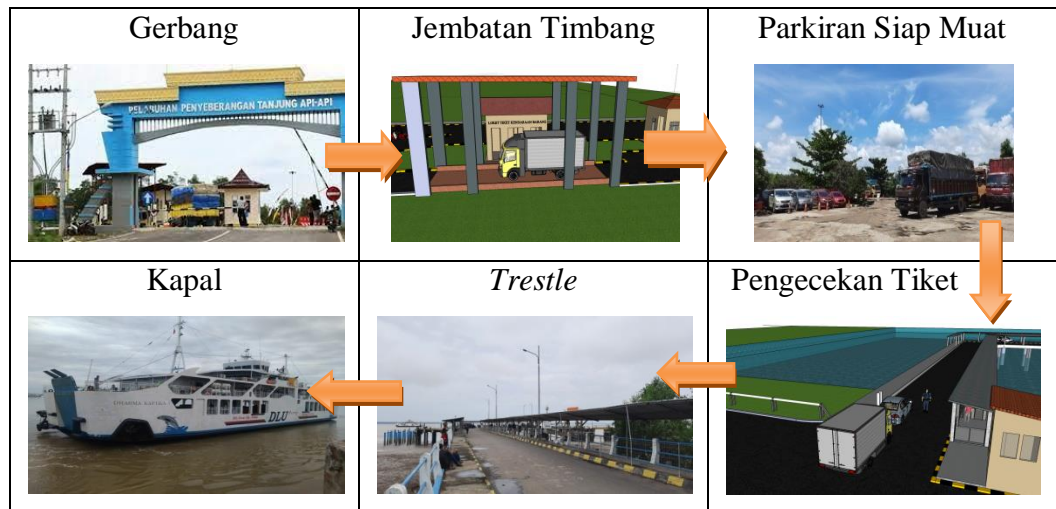 Gerbang
Jembatan Timbang
Parkiran Siap Muat
PELABUHAN PENYEBERANGAN TANJUNG API-API
Kapal
Trestle
Pengecekan Tiket
DLU